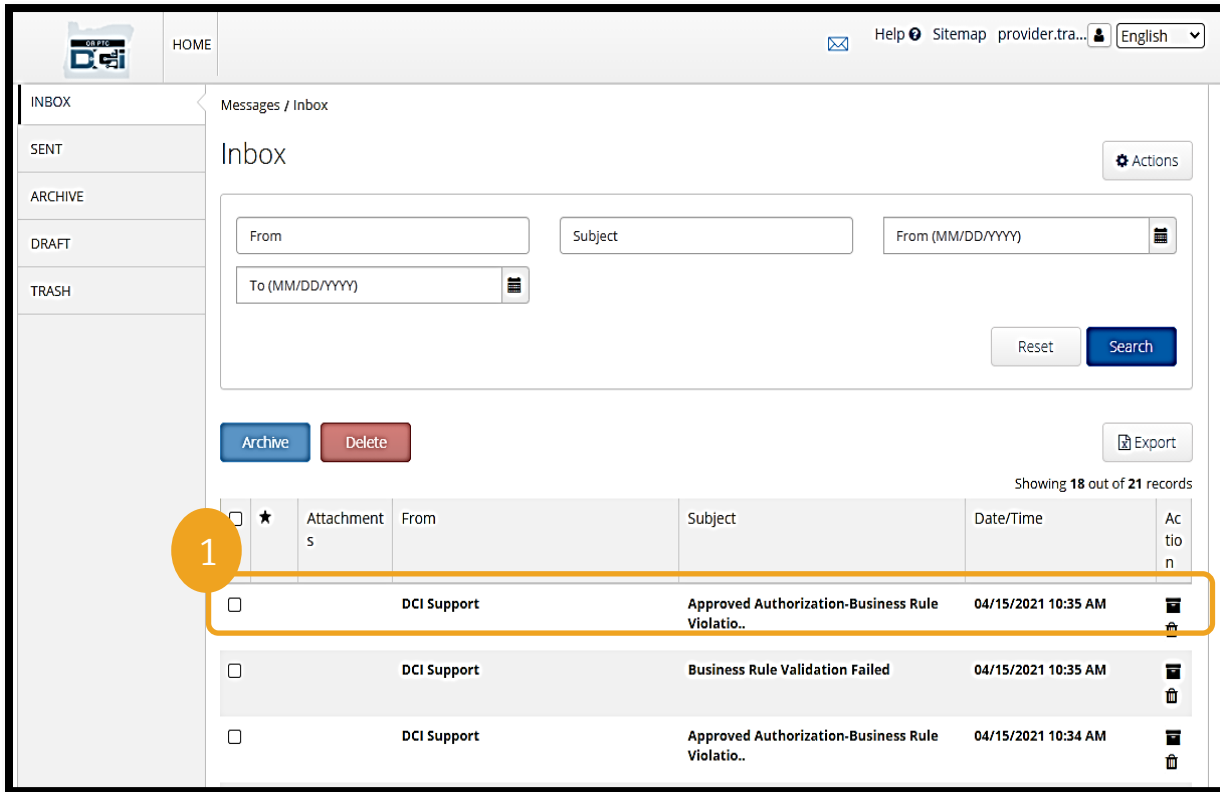 OR PTC
DCi
HOME
Help
Sitemap
provider.tra...
English
INBOX
SENT
ARCHIVE
DRAFT
TRASH
Messages / Inbox
Inbox
Actions
From
Subject
From (MM/DD/YYYY)
To (MM/DD/YYYY)
Reset
Search
Archive
Delete
Export
Showing 18 out of 21 records
★
Attachment
s
From
Subject
Date/Time
Ac
tio
n
1
DCI Support
Approved Authorization-Business Rule
Violatio..
04/15/2021 10:35 AM
DCI Support
Business Rule Validation Failed
04/15/2021 10:35 AM
DCI Support
Approved Authorization-Business Rule
Violatio..
04/15/2021 10:34 AM